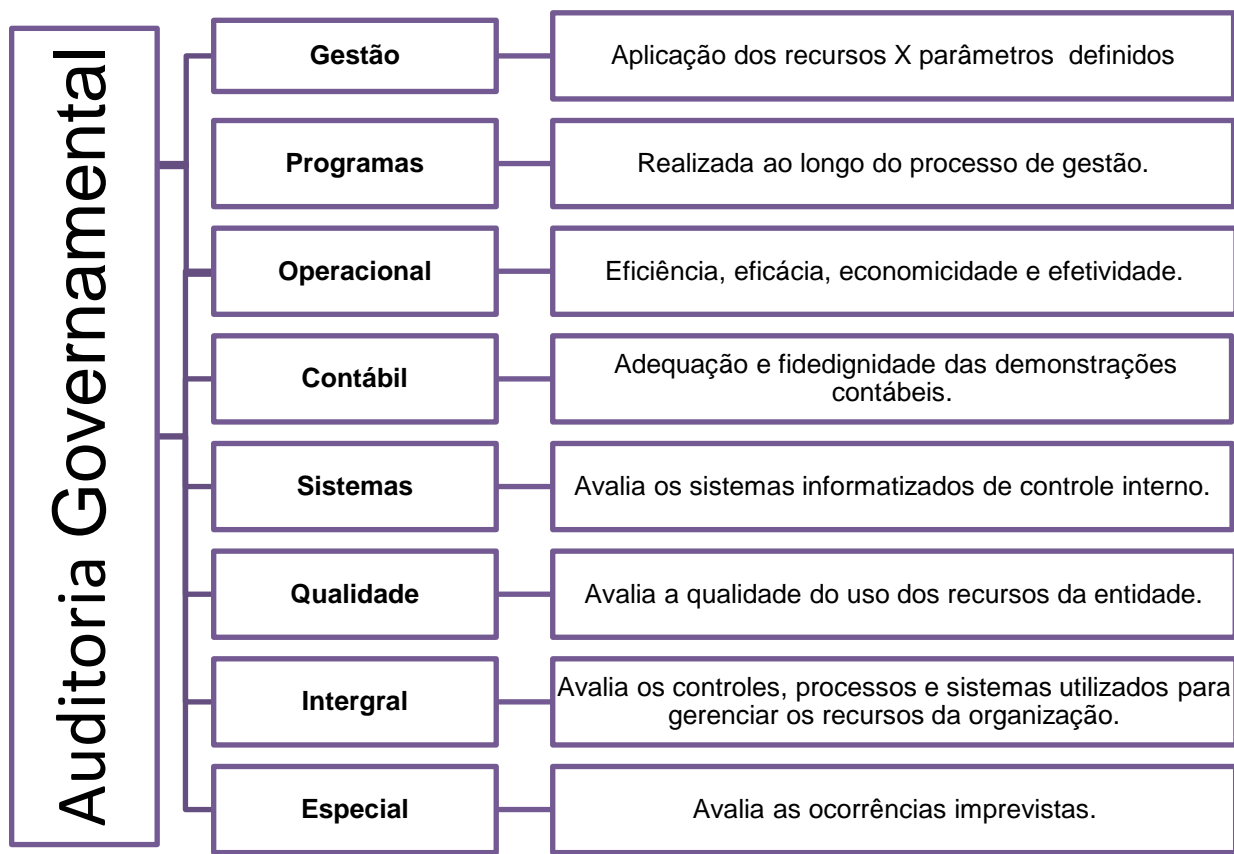 Auditoria Governamental
Gestão
Aplicação dos recursos X parâmetros definidos
Programas
Realizada ao longo do processo de gestão.
Operacional
Eficiência, eficácia, economicidade e efetividade.
Contábil
Adequação e fidedignidade das demonstrações
contábeis.
Sistemas
Avalia os sistemas informatizados de controle interno.
Qualidade
Avalia a qualidade do uso dos recursos da entidade.
Intergral
Avalia os controles, processos e sistemas utilizados para
gerenciar os recursos da organização.
Especial
Avalia as ocorrências imprevistas.